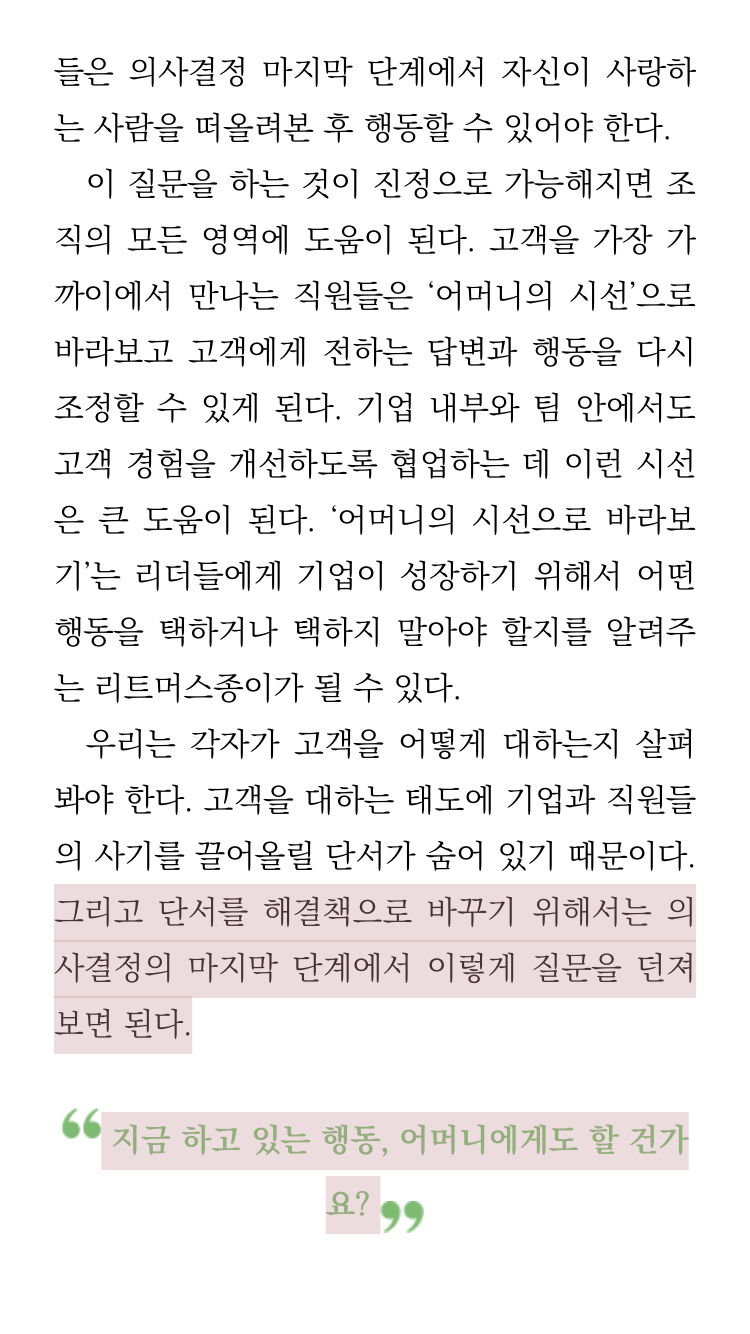 들은 의사결정 마지막 단계에서 자신이 사랑하
는 사람을 떠올려본 후 행동할 수 있어야 한다.
이 질문을 하는 것이 진정으로 가능해지면 조
직의 모든 영역에 도움이 된다. 고객을 가장 가
까이에서 만나는 직원들은 ‘어머니의 시선’으로
바라보고 고객에게 전하는 답변과 행동을 다시
조정할 수 있게 된다. 기업 내부와 팀 안에서도
고객 경험을 개선하도록 협업하는 데 이런 시선
은 큰 도움이 된다. ‘어머니의 시선으로 바라보
기’는 리더들에게 기업이 성장하기 위해서 어떤
행동을 택하거나 택하지 말아야 할지를 알려주
는 리트머스종이가 될 수 있다.
우리는 각자가 고객을 어떻게 대하는지 살펴
봐야 한다. 고객을 대하는 태도에 기업과 직원들
의 사기를 끌어올릴 단서가 숨어 있기 때문이다.
그리고 단서를 해결책으로 바꾸기 위해서는 의
사결정의 마지막 단계에서 이렇게 질문을 던져
보면 된다.
“지금 하고 있는 행동, 어머니에게도 할 건가
요?”